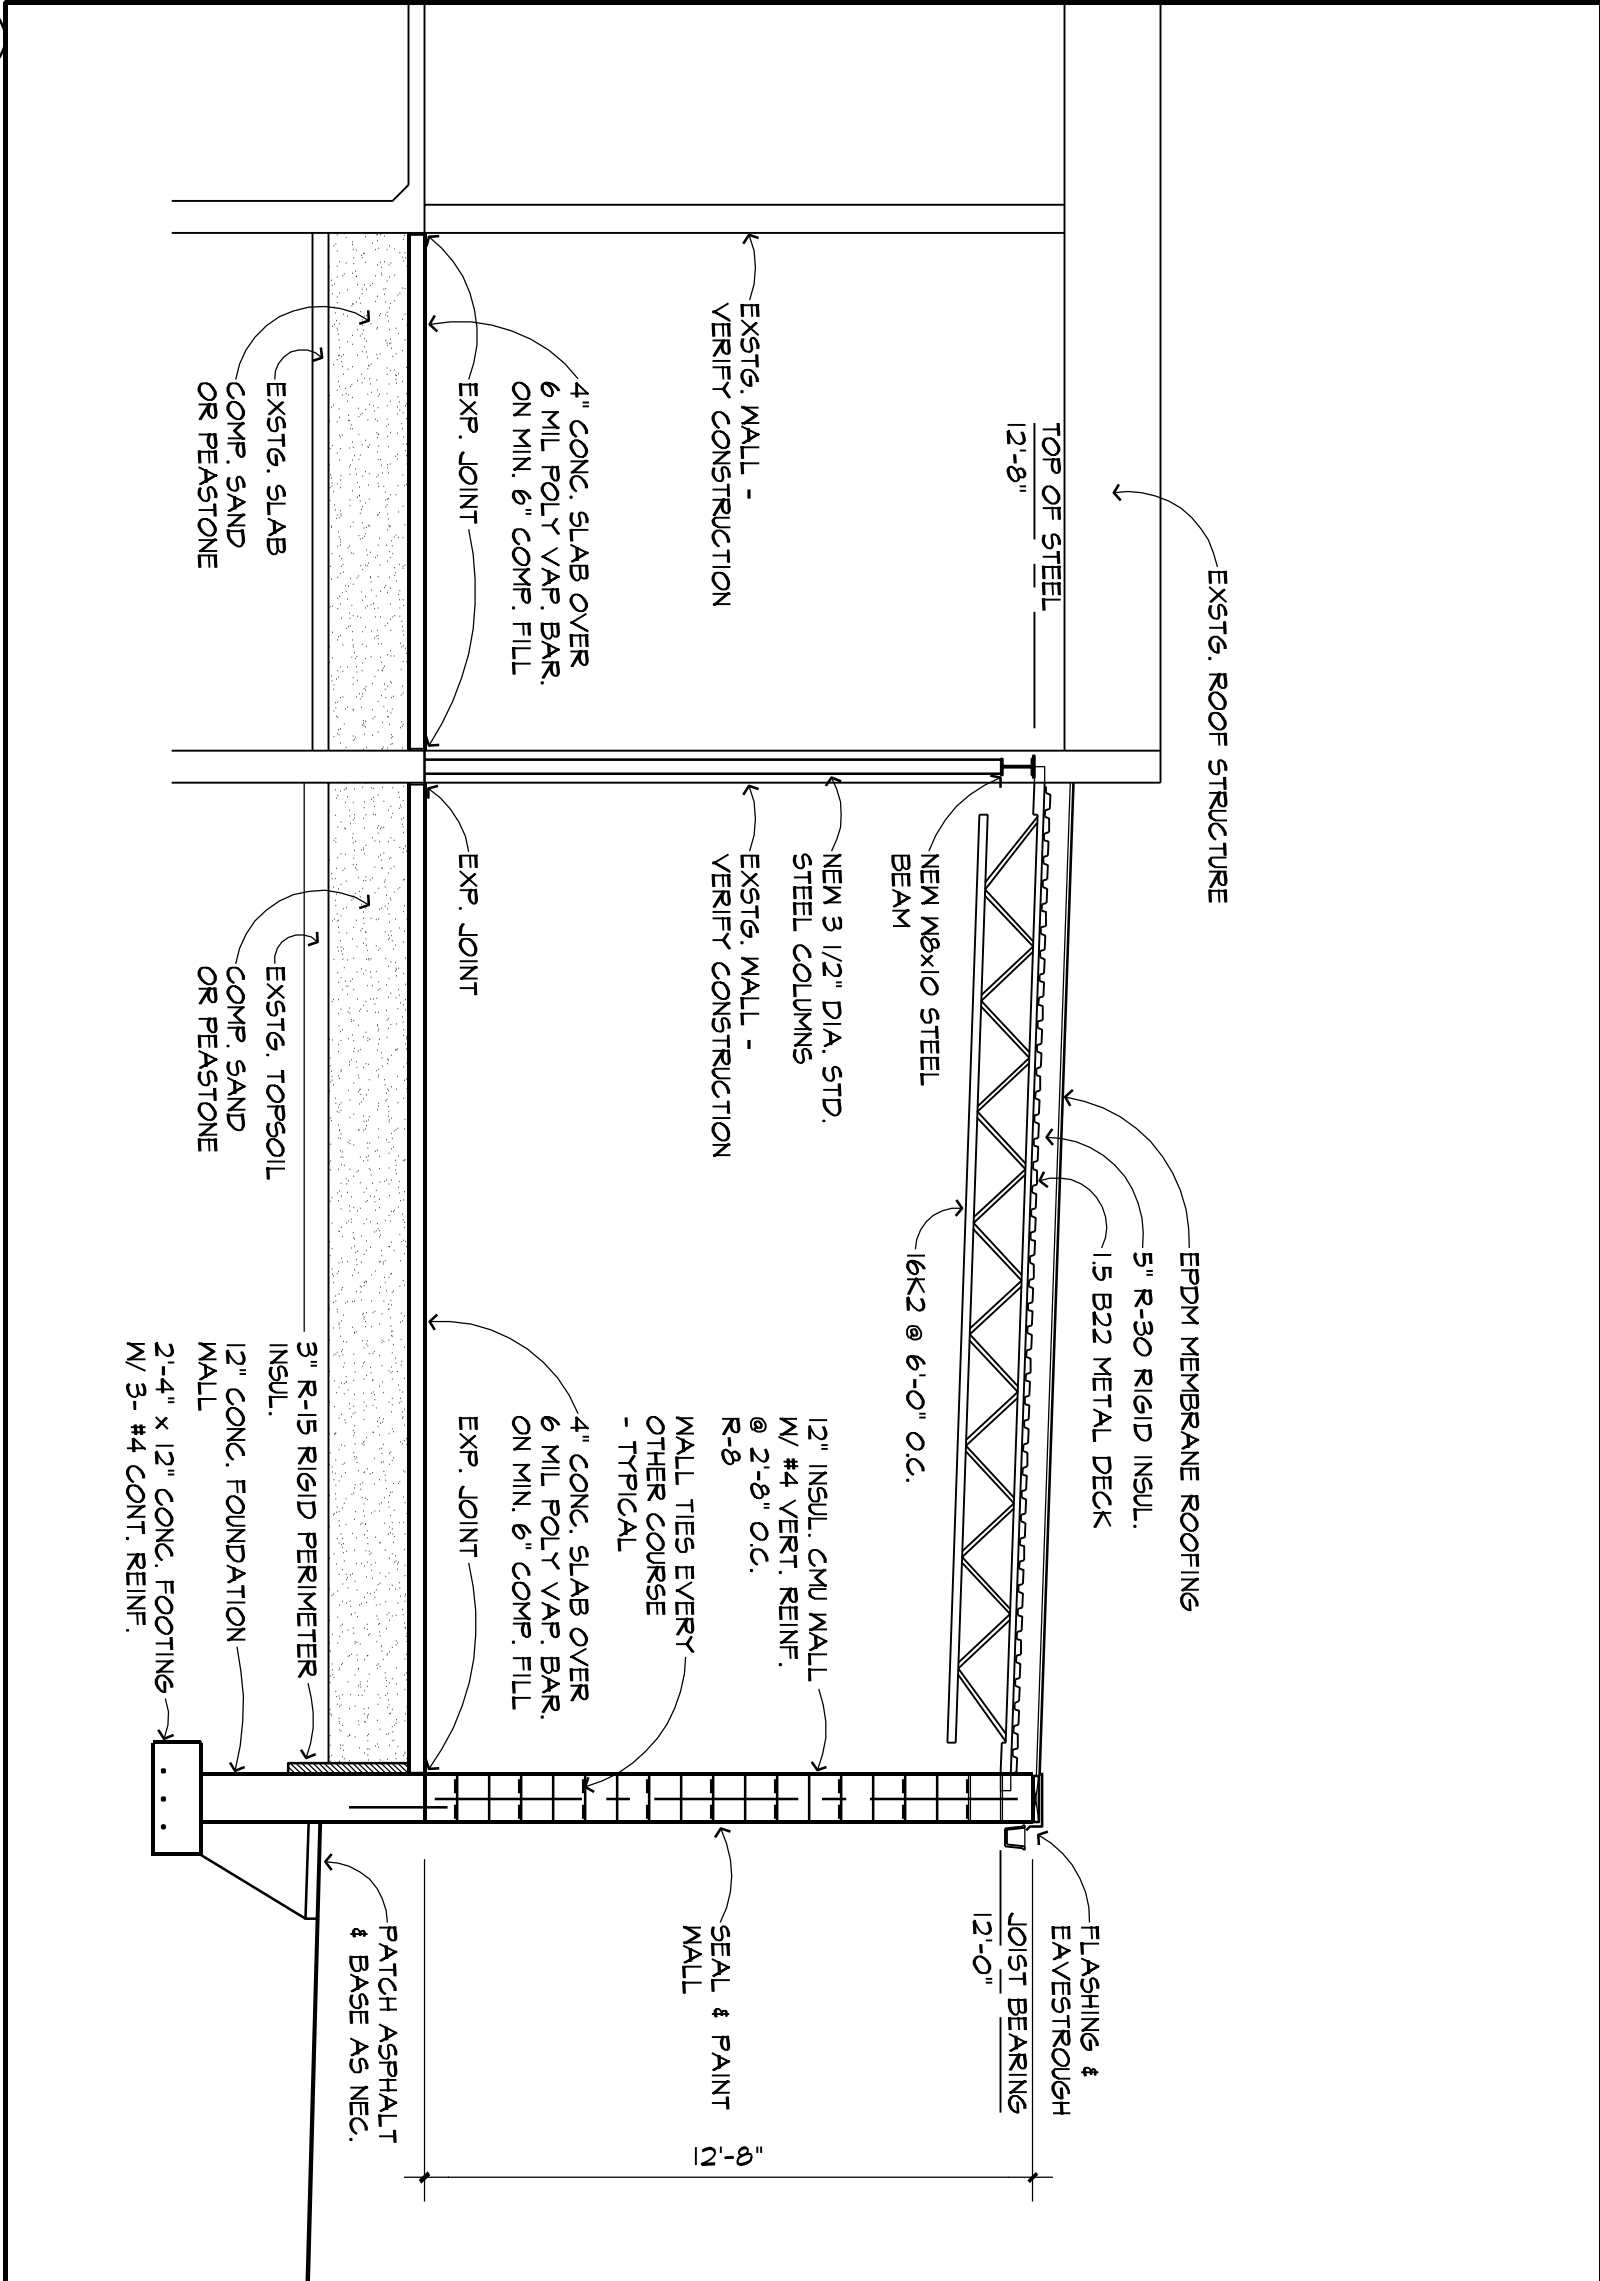 EXSTG. ROOF STRUCTURE
TOP OF STEEL
12'-8"
EXSTG. WALL -
VERIFY CONSTRUCTION
4" CONC. SLAB OVER
6 MIL POLY VAP. BAR.
ON MIN. 6" COMP. FILL
EXP. JOINT
EXSTG. SLAB
COMP. SAND
OR PEASTONE
NEW W8x10 STEEL
BEAM
NEW 3 1/2" DIA. STD.
STEEL COLUMNS
EXSTG. WALL -
VERIFY CONSTRUCTION
EXP. JOINT
EXSTG. TOPSOIL
COMP. SAND
OR PEASTONE
EPDM MEMBRANE ROOFING
5" R-30 RIGID INSUL.
1.5 B22 METAL DECK
16K2 @ 6'-0" O.C.
12" INSUL. CMU WALL
W/ #4 VERT. REINF.
@ 2'-8" O.C.
R-8
WALL TIES EVERY
OTHER COURSE
- TYPICAL
4" CONC. SLAB OVER
6 MIL POLY VAP. BAR.
ON MIN. 6" COMP. FILL
EXP. JOINT
3" R-15 RIGID PERIMETER
INSUL.
12" CONC. FOUNDATION
WALL
2'-4" x 12" CONC. FOOTING
W/ 3- #4 CONT. REINF.
FLASHING &
EAVESTROUGH
JOIST BEARING
12'-0"
SEAL & PAINT
WALL
PATCH ASPHALT
& BASE AS NEC.
12'-8"